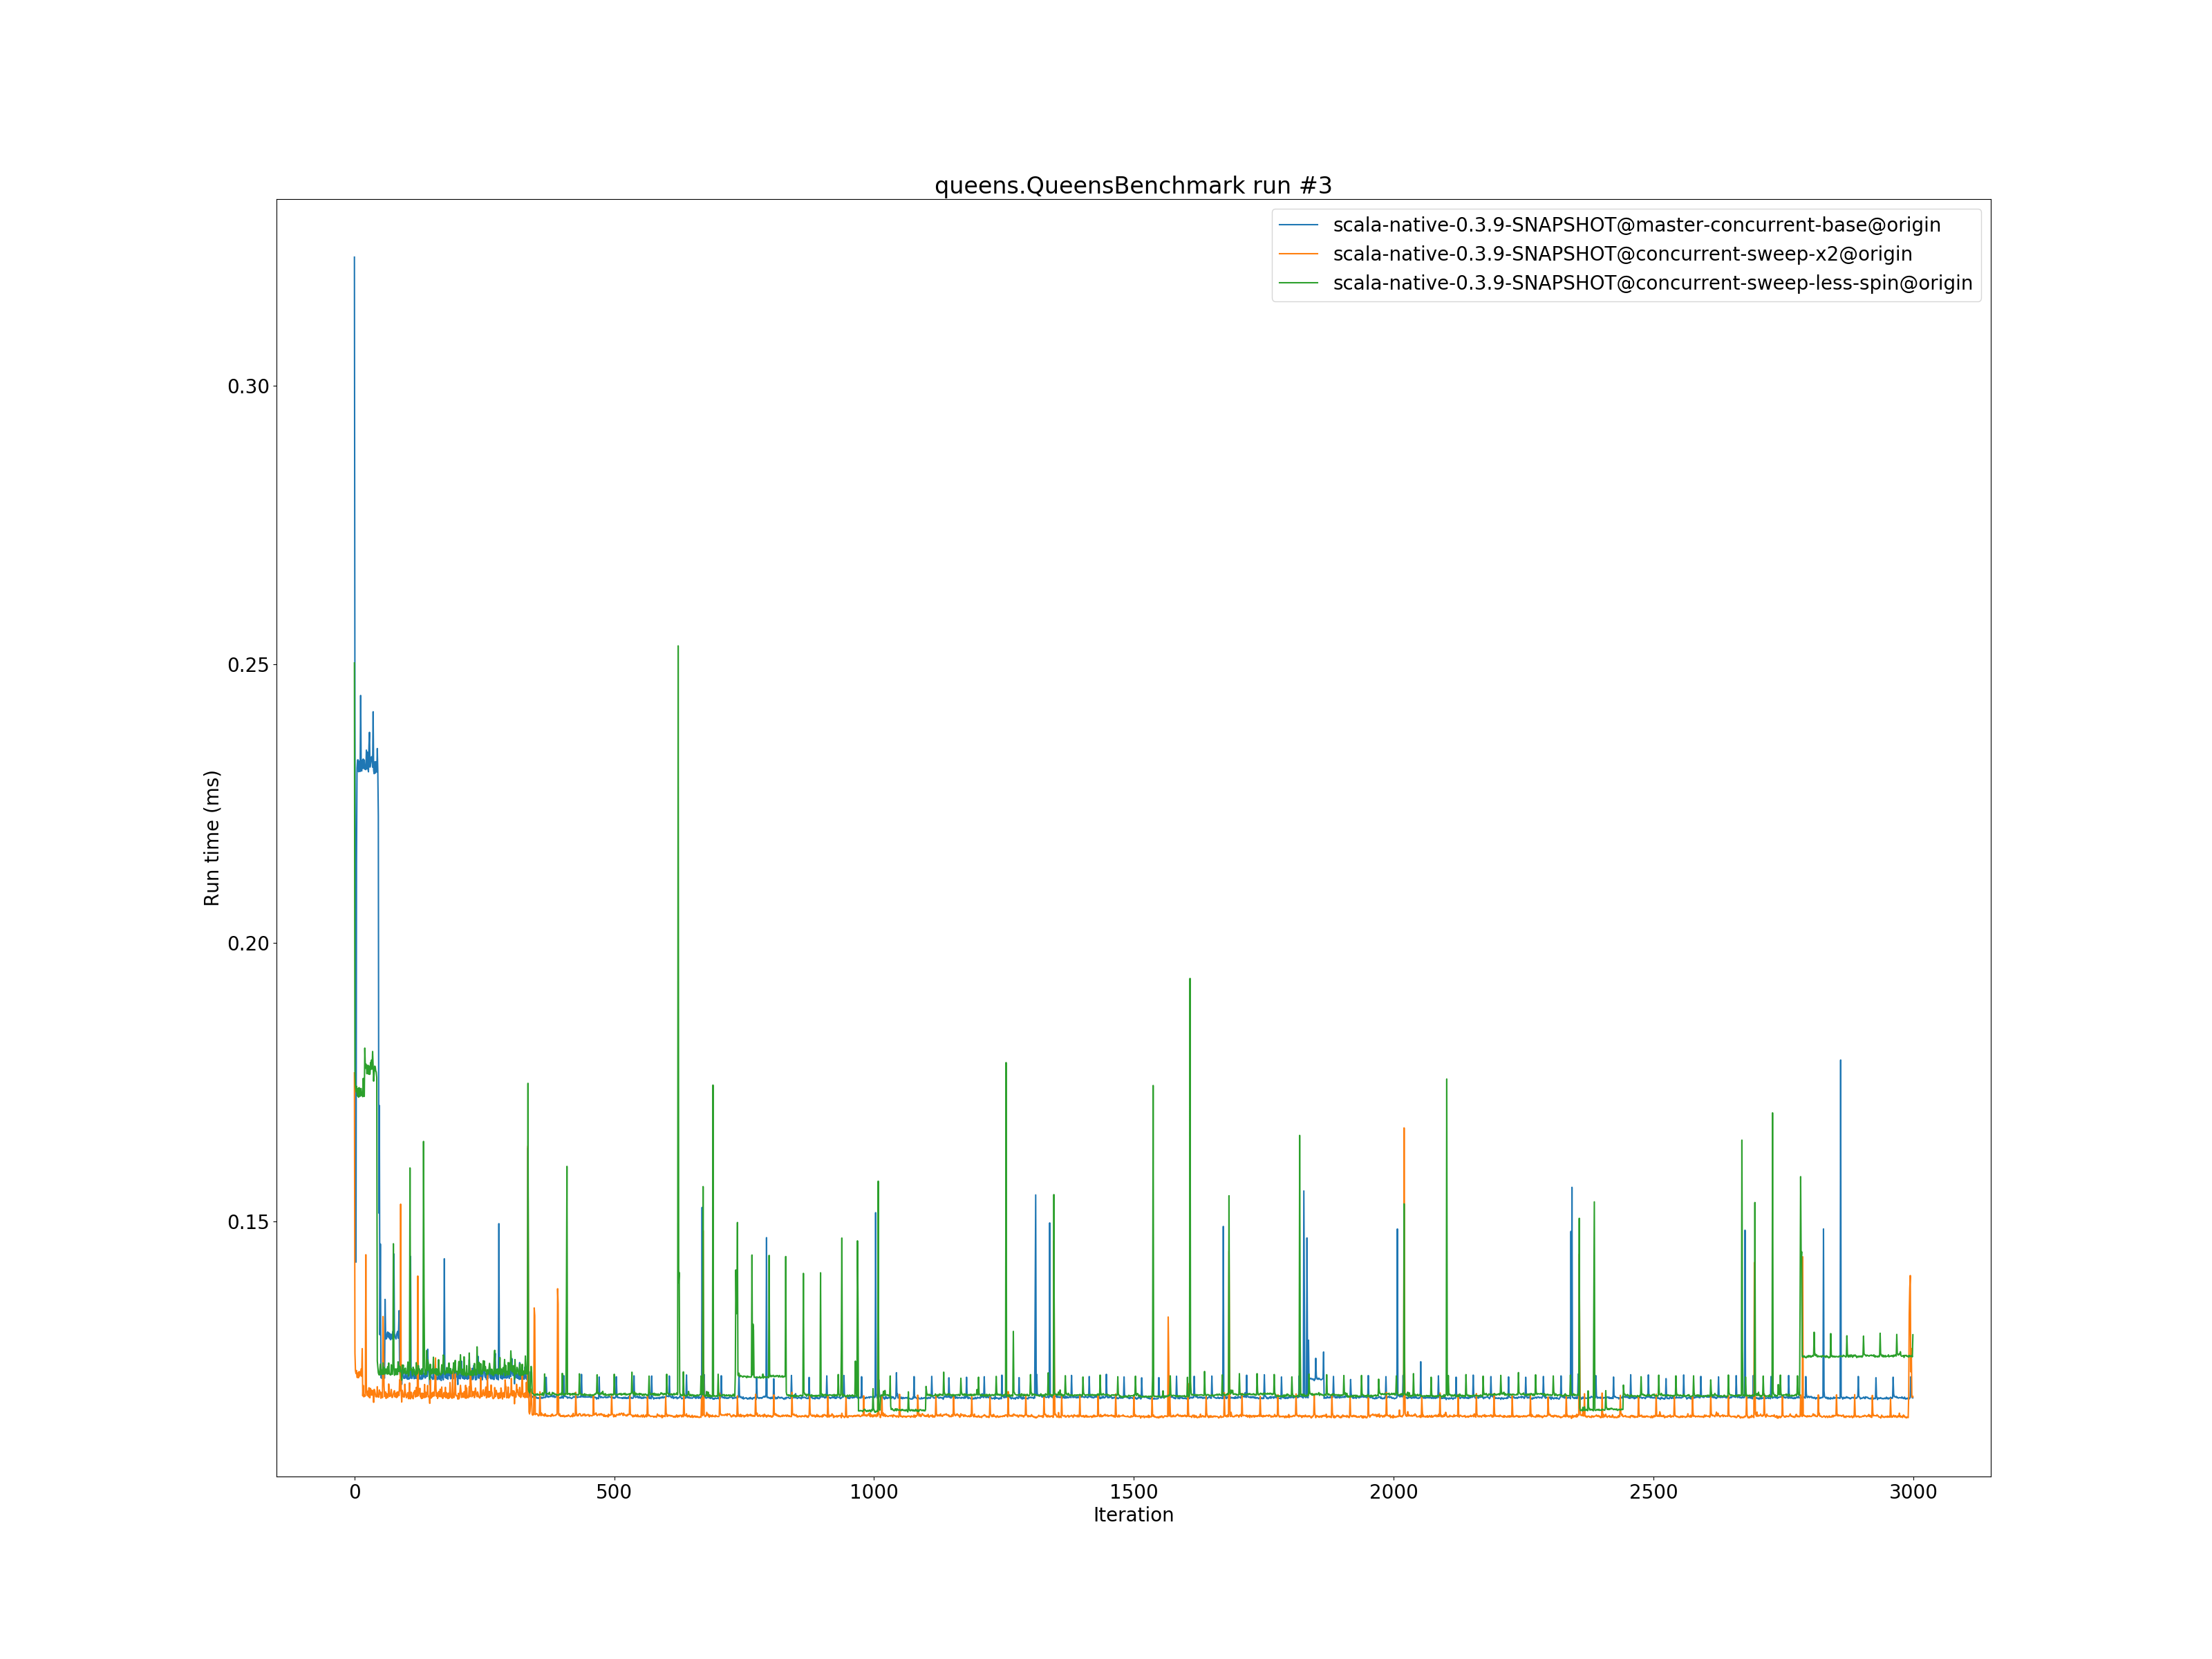 queens.QueensBenchmark run #3
scala-native-0.3.9-SNAPSHOT@master-concurrent-base@origin
scala-native-0.3.9-SNAPSHOT@concurrent-sweep-x2@origin
scala-native-0.3.9-SNAPSHOT@concurrent-sweep-less-spin@origin
0.30
0.25
0.20
0.15
Run time (ms)
0 500 1000 1500 2000 2500 3000
Iteration